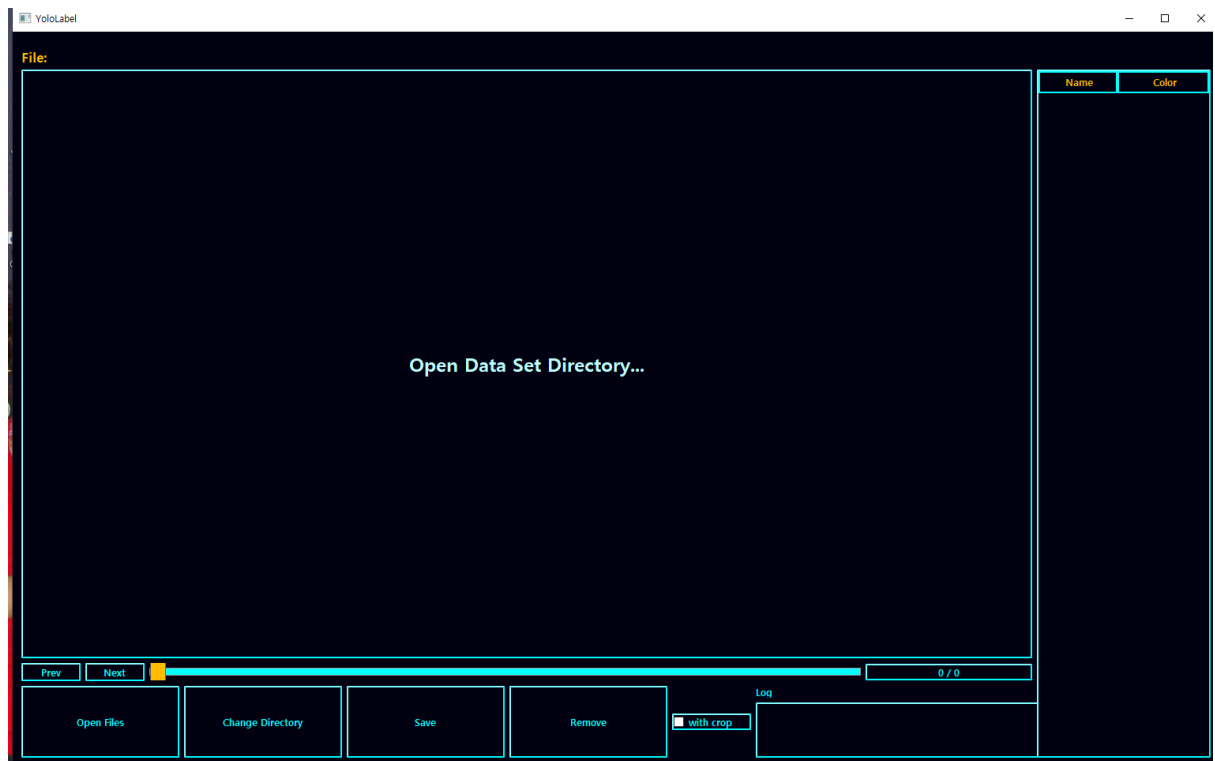 YoloLabel
File:
Name Color
Open Data Set Directory...
Prev Next 0 / 0
Log
Open Files Change Directory Save Remove with crop